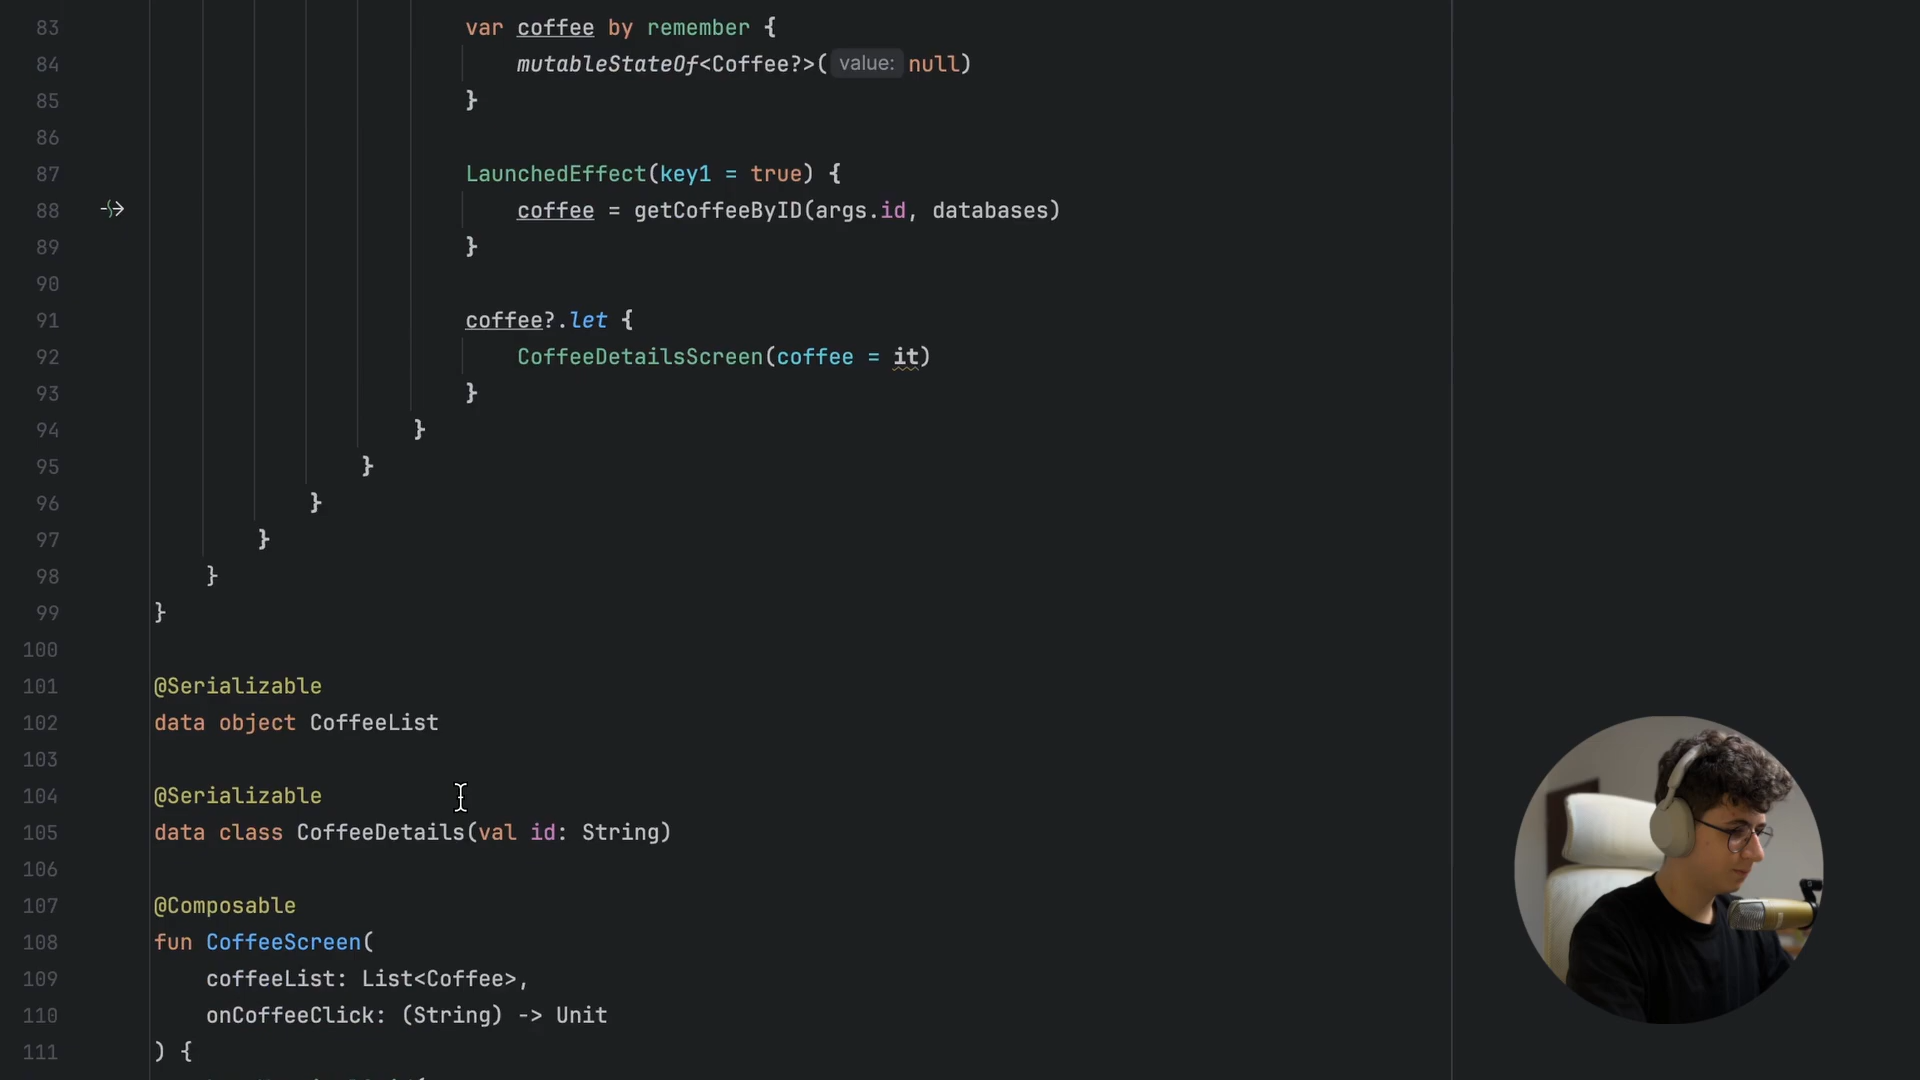 83 var coffee by remember {
84 mutableStateOf<Coffee?>( value: null)
85 }
86
87 LaunchedEffect(key1 = true) {
88 coffee = getCoffeeByID(args.id, databases)
89 }
90
91 coffee?.let {
92 CoffeeDetailsScreen(coffee = it)
93 }
94 }
95 }
96 }
97 }
98 }
99 }
100
101 @Serializable
102 data object CoffeeList
103
104 @Serializable
105 data class CoffeeDetails(val id: String)
106
107 @Composable
108 fun CoffeeScreen(
109 coffeeList: List<Coffee>,
110 onCoffeeClick: (String) -> Unit
111 ) {